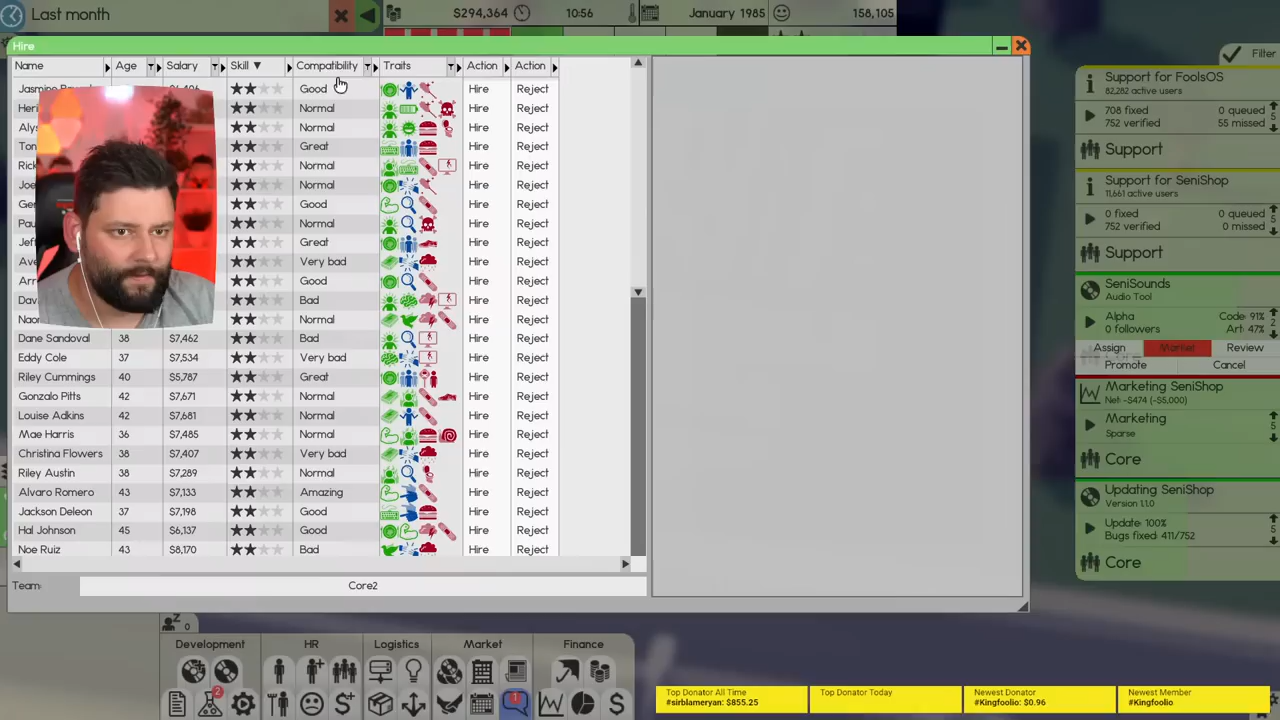 Last month
$294,364
10:56
January 1985
158,105
Hire
Name Age Salary Skill ▼ Compatibility Traits Action Action
Good Hire Reject
Normal Hire Reject
Normal Hire Reject
Great Hire Reject
Normal Hire Reject
Normal Hire Reject
Good Hire Reject
Normal Hire Reject
Great Hire Reject
Very bad Hire Reject
Good Hire Reject
Bad Hire Reject
Normal Hire Reject
Dane Sandoval 38 $7,462 Bad Hire Reject
Eddy Cole 37 $7,534 Very bad Hire Reject
Riley Cummings 40 $5,787 Great Hire Reject
Gonzalo Pitts 42 $7,671 Normal Hire Reject
Louise Adkins 42 $7,681 Normal Hire Reject
Mae Harris 36 $7,485 Normal Hire Reject
Christina Flowers 38 $7,407 Very bad Hire Reject
Riley Austin 38 $7,289 Normal Hire Reject
Alvaro Romero 43 $7,133 Amazing Hire Reject
Jackson Deleon 37 $7,198 Good Hire Reject
Hal Johnson 45 $6,137 Good Hire Reject
Noe Ruiz 43 $8,170 Bad Hire Reject
Team
Core2
Filter
Support for FoolsOS
82,282 active users
708 fixed 0 queued
752 verified 55 missed
5
Support
Support for SeniShop
11,661 active users
0 fixed 0 queued
752 verified 0 missed
5
Support
SeniSounds
Audio Tool
Alpha Code: 91%
0 followers Art: 47%
2
Assign Market Review
Promote Cancel
Marketing SeniShop
Net: -$474 (-$5,000)
Marketing
Sparse
5
Core
Updating SeniShop
Version 1.1.0
Update: 100%
Bugs fixed: 411/752
5
Core
0
Development HR Logistics Market Finance
2
1
Top Donator All Time
#sirblameryan: $855.25
Top Donator Today
Newest Donator
#Kingfoolio: $0.96
Newest Member
#Kingfoolio